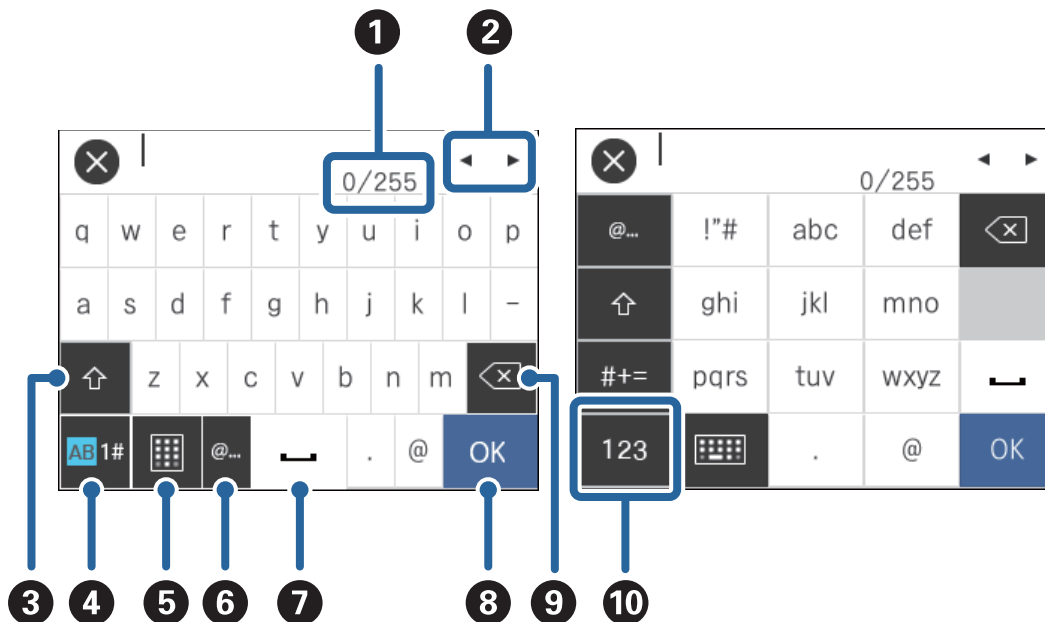 1 2
0/255 0/255
q w e r t y u i o p @... !"# abc def
a s d f g h j k l - ghi jkl mno
z x c v b n m #+= pqrs tuv wxyz
AB 1# @... . @ OK 123 . @ OK
3 4 5 6 7 8 9 10